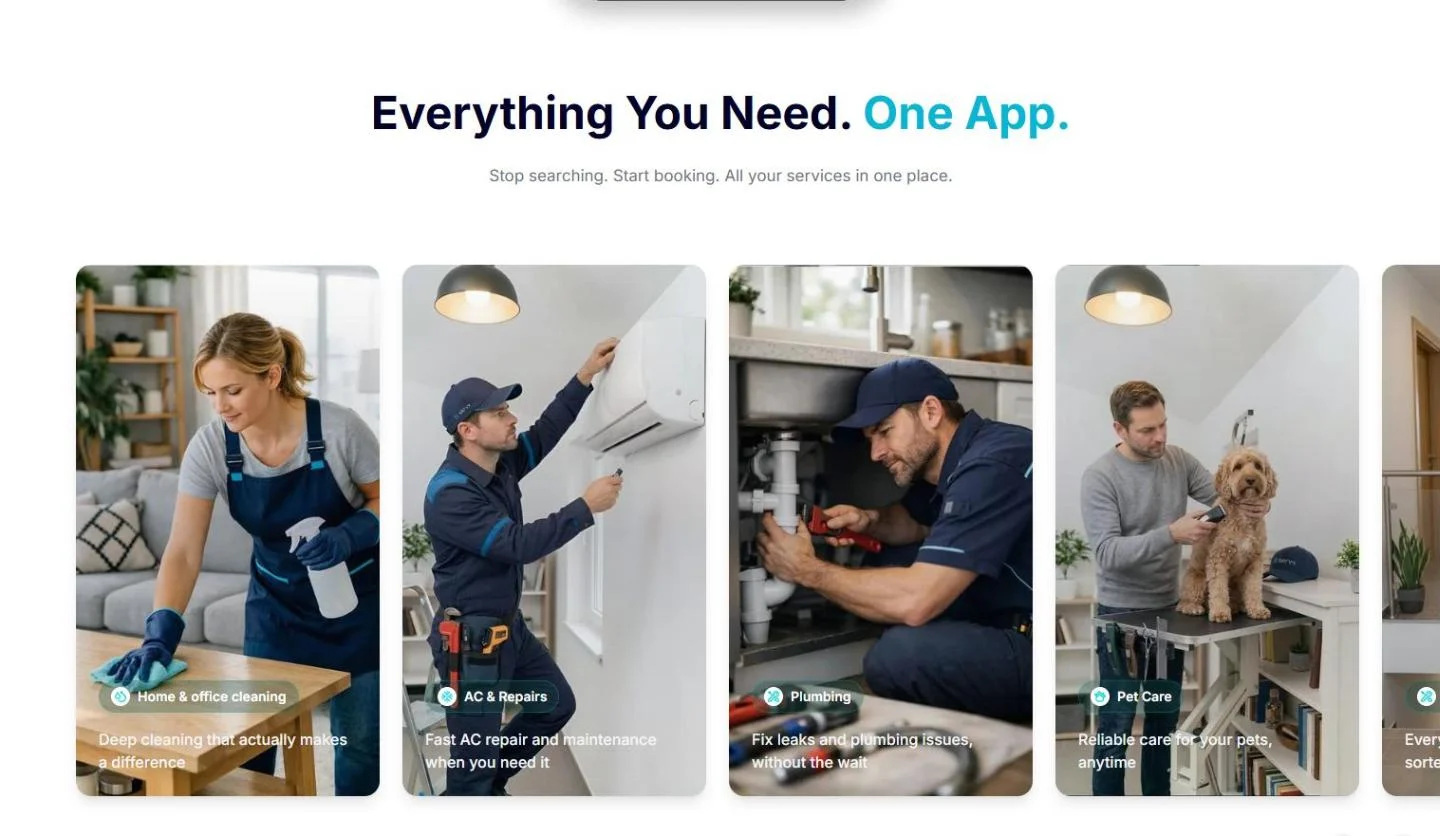 Everything You Need. One App.
Stop searching. Start booking. All your services in one place.
Home & office cleaning
Deep cleaning that actually makes
a difference
AC & Repairs
Fast AC repair and maintenance
when you need it
Plumbing
Fix leaks and plumbing issues,
without the wait
Pet Care
Reliable care for your pets,
anytime